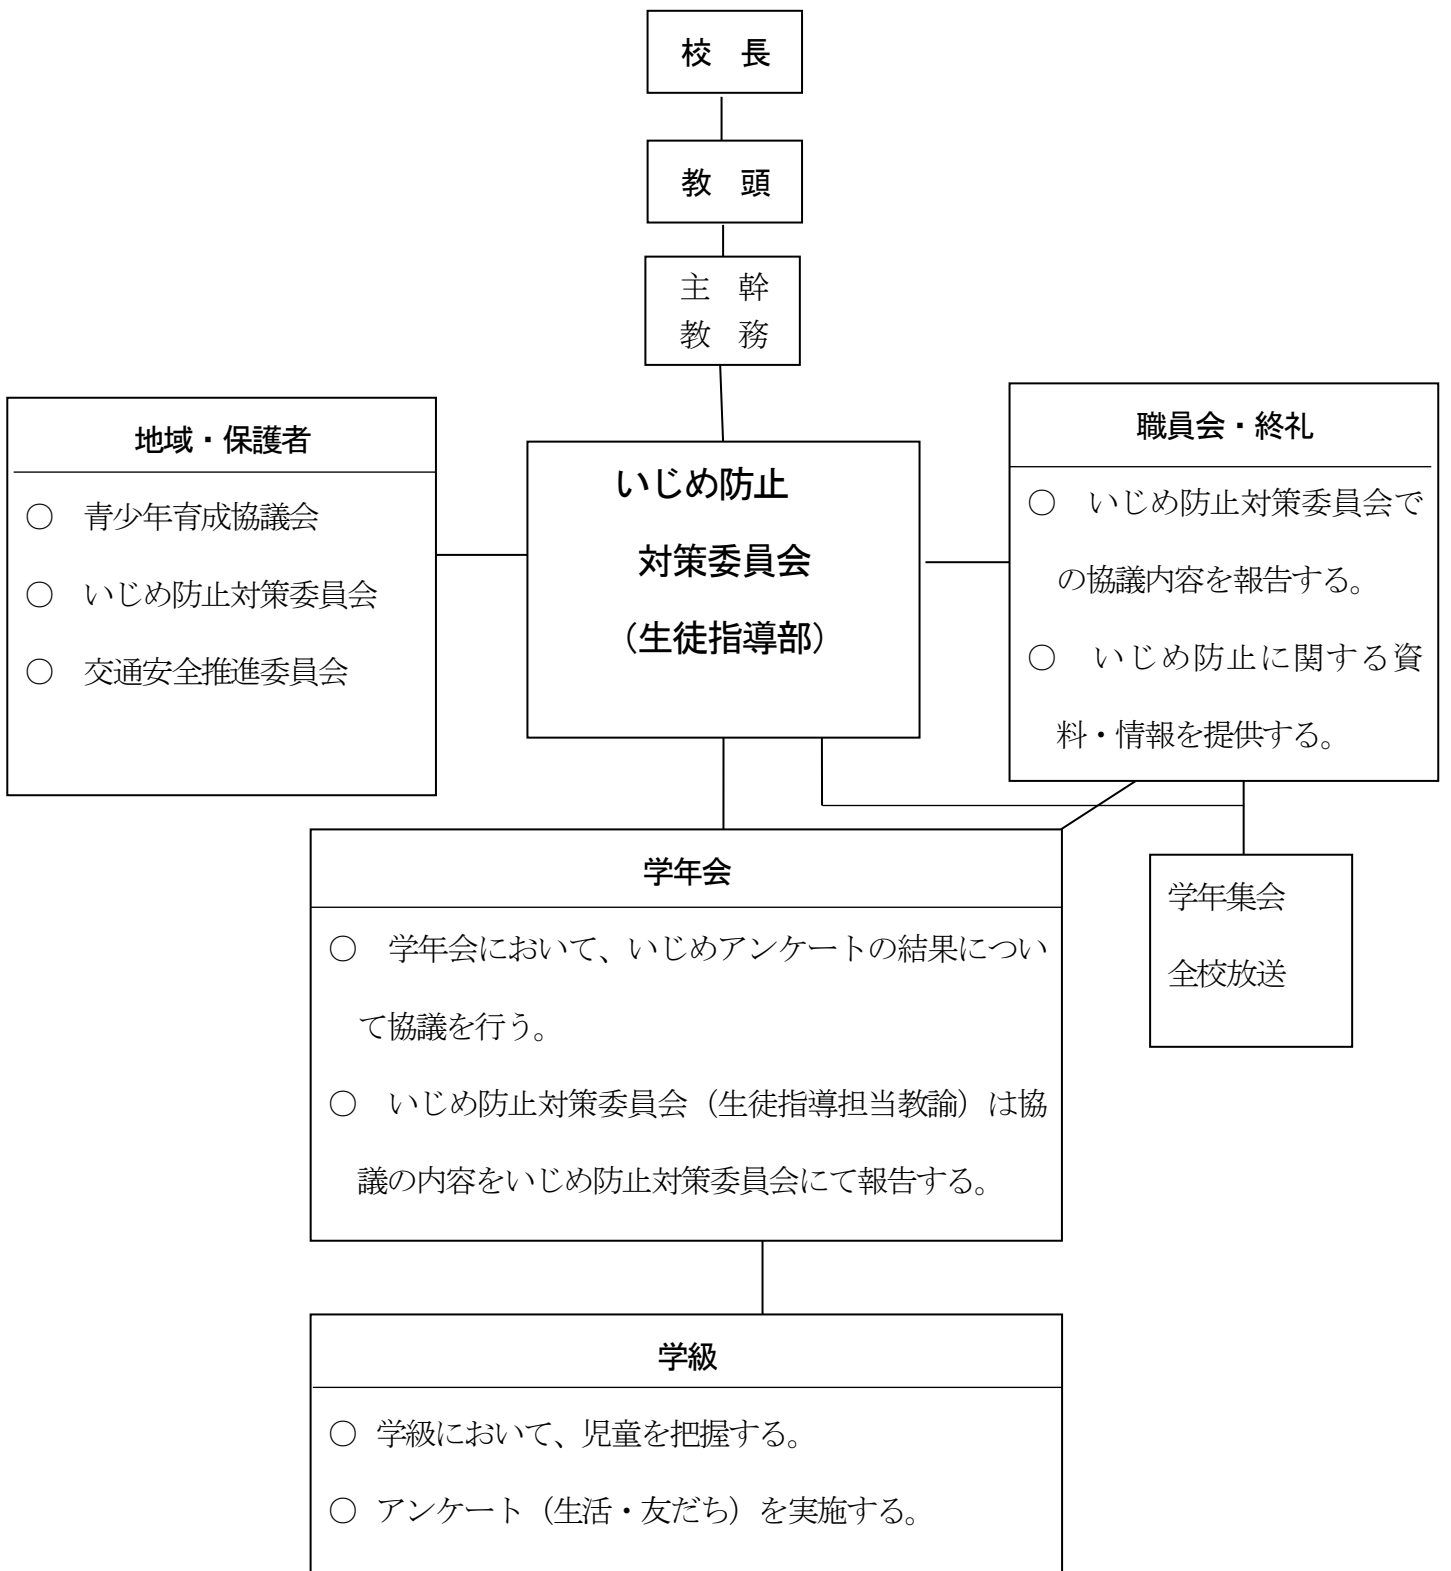 校　長
教　頭
主　幹
教　務
地域・保護者
○　青少年育成協議会
○　いじめ防止対策委員会
○　交通安全推進委員会
いじめ防止
対策委員会
（生徒指導部）
職員会・終礼
○　いじめ防止対策委員会で
の協議内容を報告する。
○　いじめ防止に関する資
料・情報を提供する。
学年会
○　学年会において、いじめアンケートの結果につい
て協議を行う。
○　いじめ防止対策委員会（生徒指導担当教諭）は協
議の内容をいじめ防止対策委員会にて報告する。
学年集会
全校放送
学級
○ 学級において、児童を把握する。
○ アンケート（生活・友だち）を実施する。